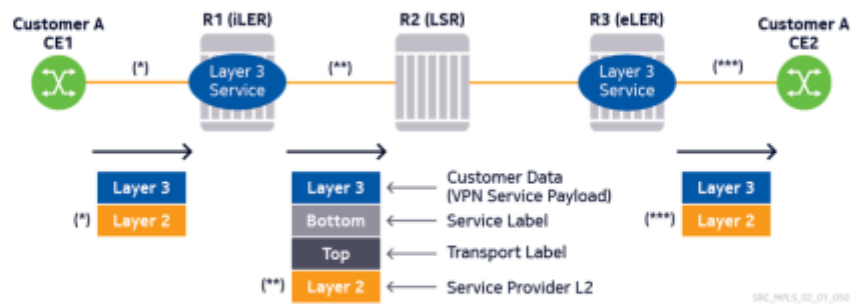 Customer A
CE1
R1 (iLER)
R2 (LSR)
R3 (eLER)
Customer A
CE2
(*)
Layer 3
Service
(**)
Layer 3
Service
(***)
Layer 3
(*) Layer 2
Layer 3
Bottom
Top
(**) Layer 2
Customer Data
(VPN Service Payload)
Service Label
Transport Label
Service Provider L2
Layer 3
(***) Layer 2
SRC_MPLS_02_01_050